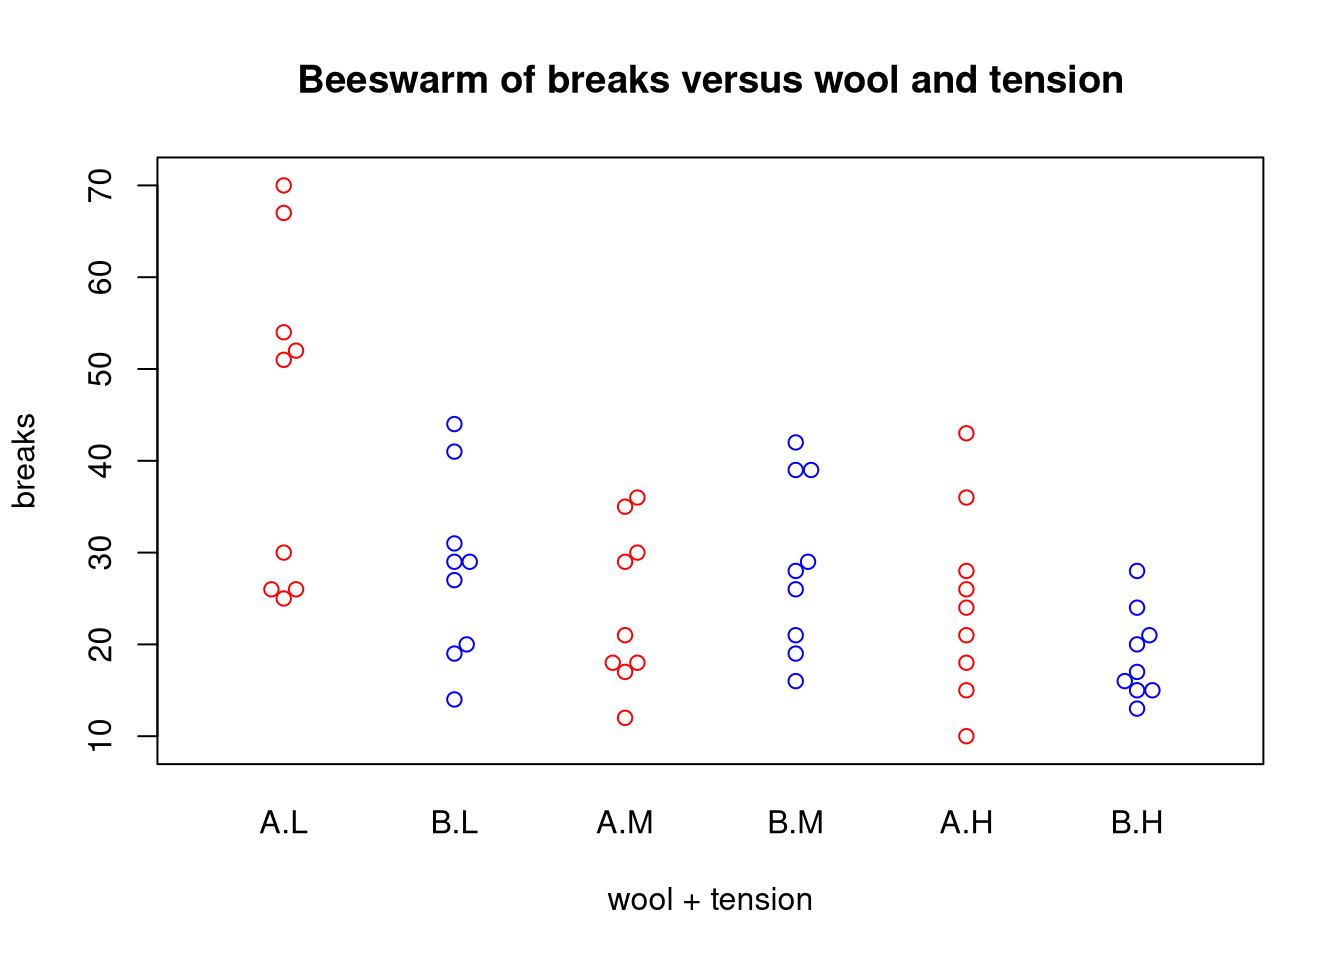 Beeswarm of breaks versus wool and tension
breaks
70
60
50
40
30
20
10
A.L B.L A.M B.M A.H B.H
wool + tension